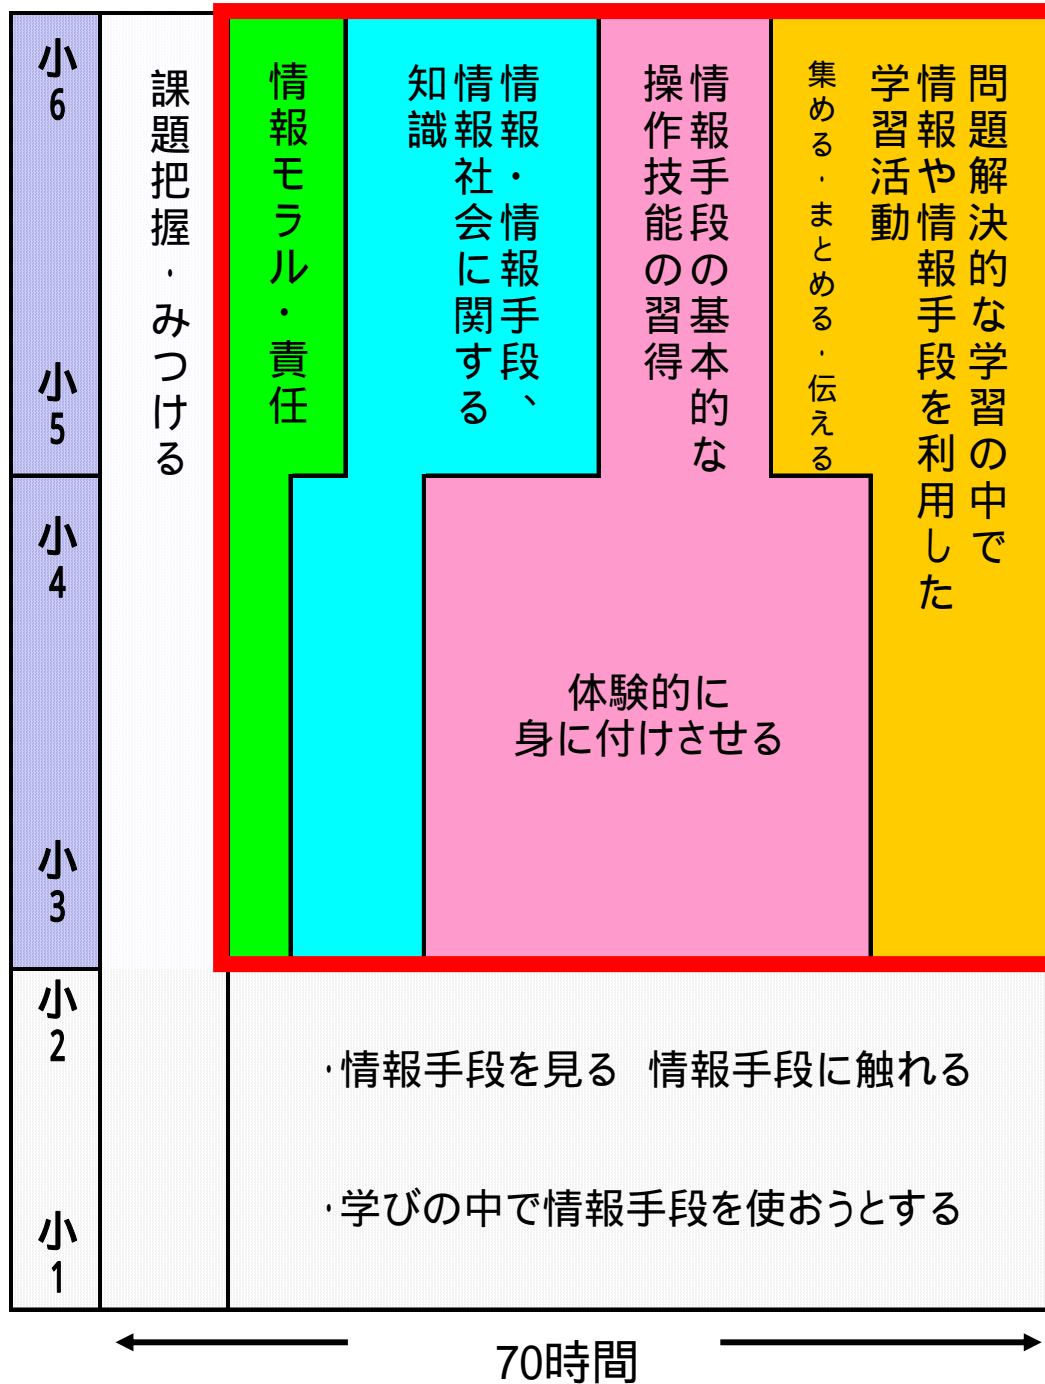 小6
小5
小4
小3
小2
小1
課題把握・みつける
情報モラル・責任
情報・情報手段、
情報社会に関する
知識
情報手段の基本的な
操作技能の習得
問題解決的な学習の中で
情報や情報手段を利用した
学習活動
集める・まとめる・伝える
体験的に
身に付けさせる
・情報手段を見る 情報手段に触れる
・学びの中で情報手段を使おうとする
70時間